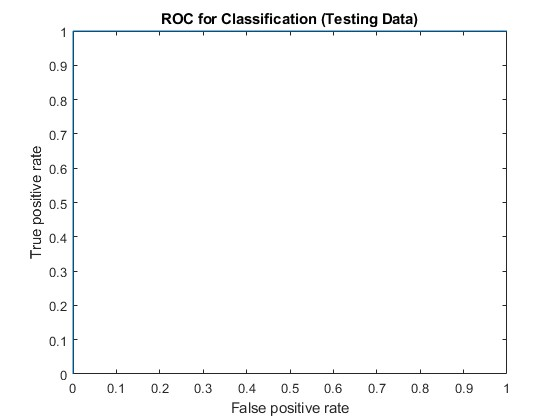 ROC for Classification (Testing Data)
1
0.9
0.8
0.7
0.6
0.5
0.4
0.3
0.2
0.1
0
True positive rate
0 0.1 0.2 0.3 0.4 0.5 0.6 0.7 0.8 0.9 1
False positive rate